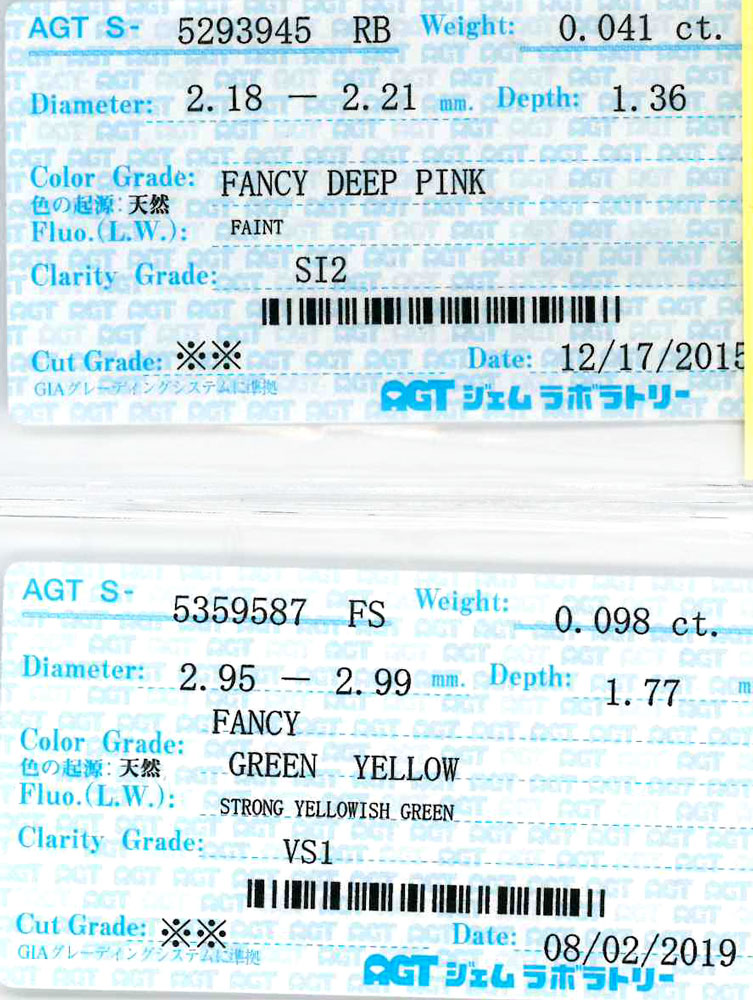 AGT S- 5293945 RB Weight: 0.041 ct.
Diameter: 2.18 － 2.21 mm. Depth: 1.36
Color Grade: FANCY DEEP PINK
色の起源: 天然
Fluo.(L.W.): FAINT
Clarity Grade: SI2
Cut Grade: ※※ Date: 12/17/2015
GIAグレーディングシステムに準拠
AGT ジェム ラボラトリー
AGT S- 5359587 FS Weight: 0.098 ct.
Diameter: 2.95 － 2.99 mm. Depth: 1.77 m
FANCY
Color Grade: GREEN YELLOW
色の起源: 天然
Fluo.(L.W.): STRONG YELLOWISH GREEN
Clarity Grade: VS1
Cut Grade: ※※ Date: 08/02/2019
GIAグレーディングシステムに準拠
AGT ジェム ラボラトリー